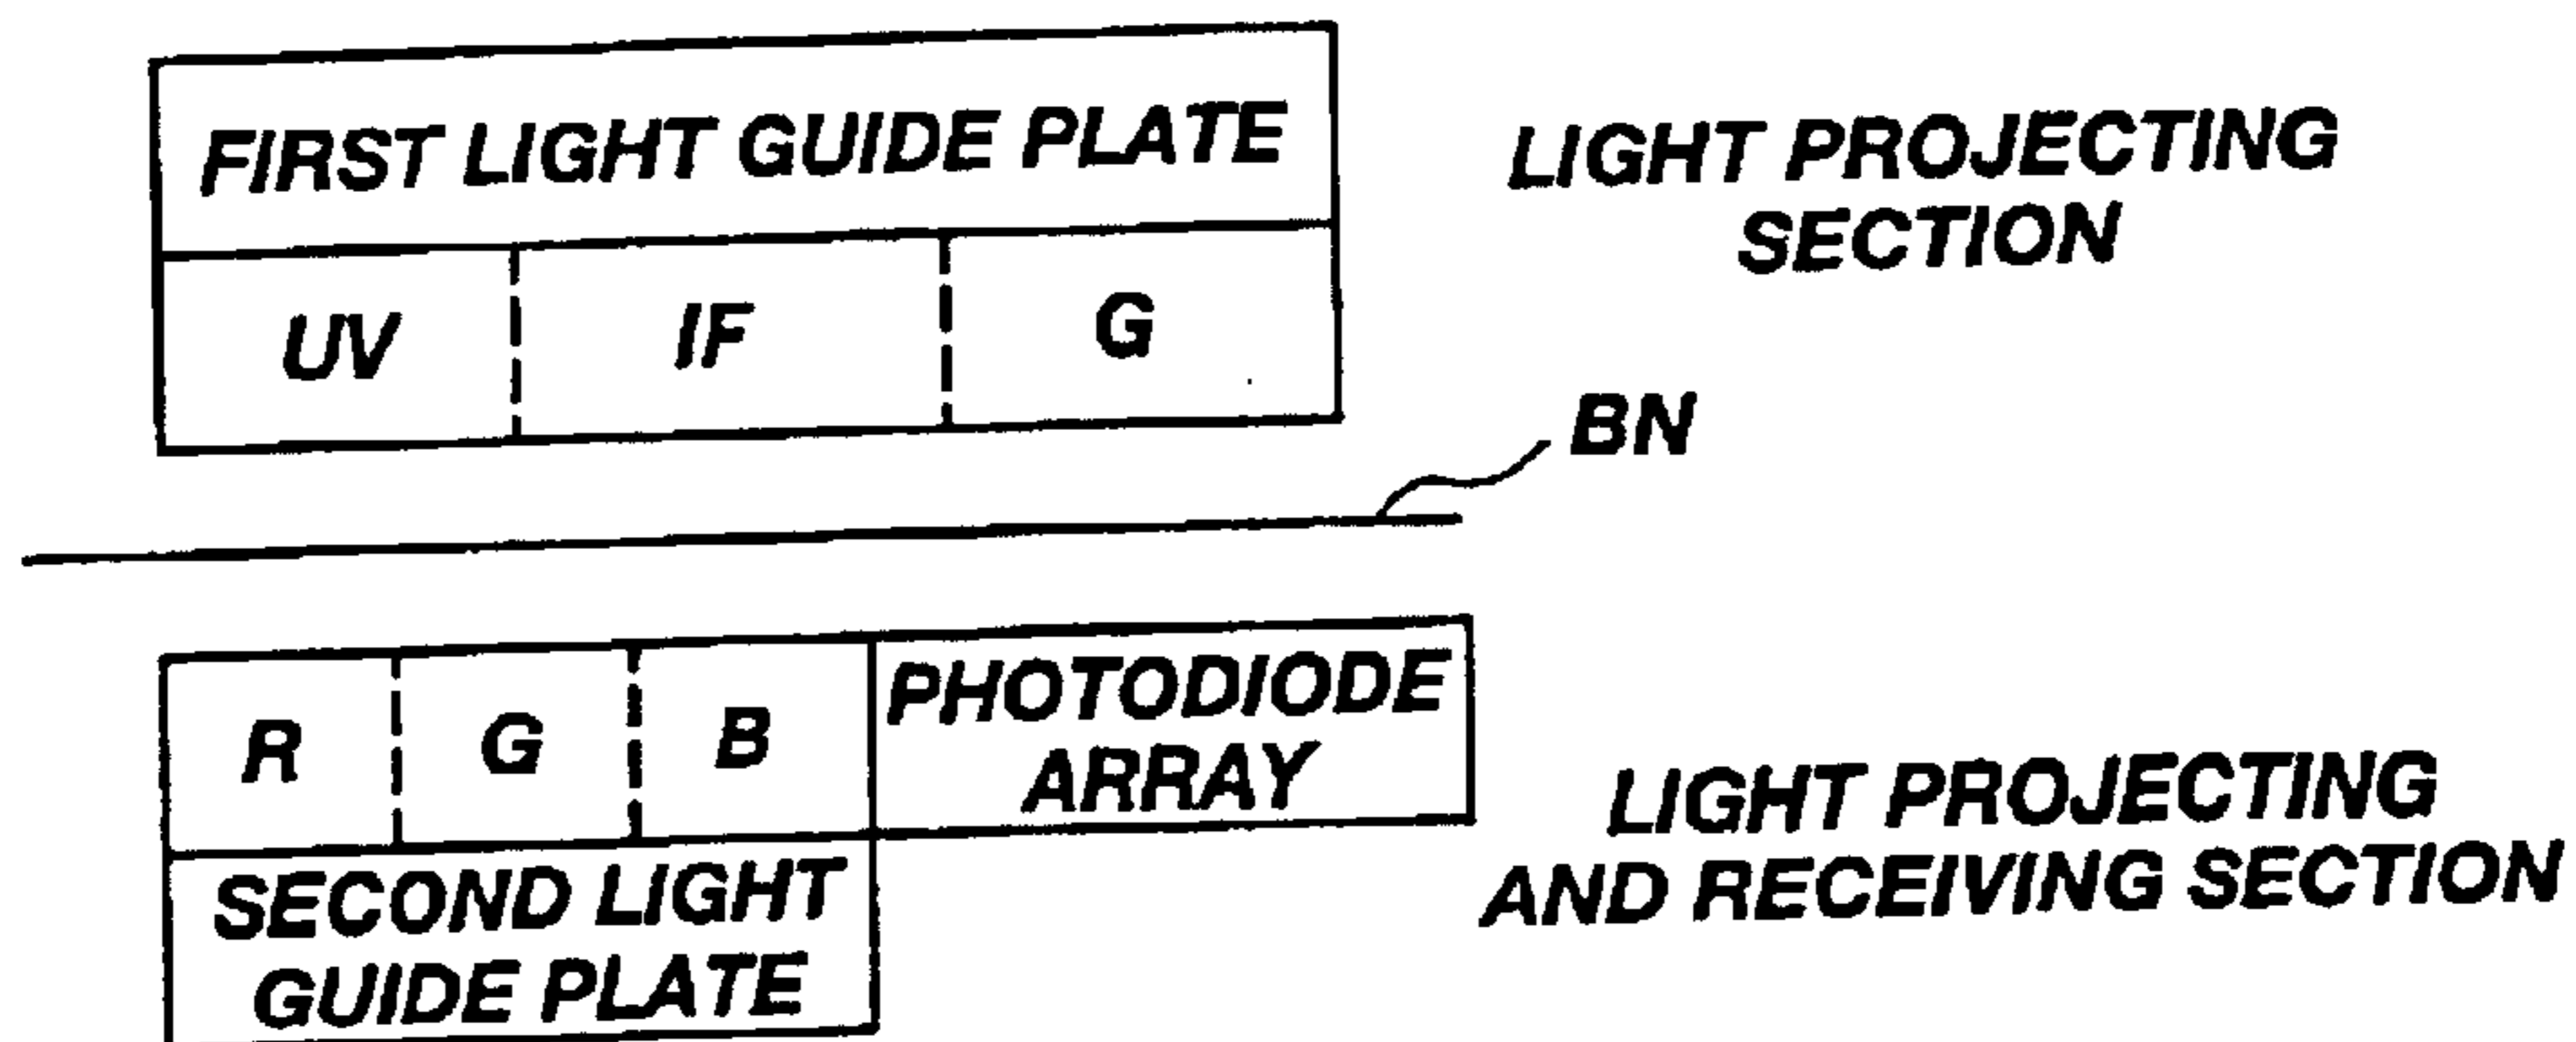 FIRST LIGHT GUIDE PLATE
LIGHT PROJECTING
SECTION
UV
IF
G
BN
R
G
B
PHOTODIODE
ARRAY
LIGHT PROJECTING
AND RECEIVING SECTION
SECOND LIGHT
GUIDE PLATE